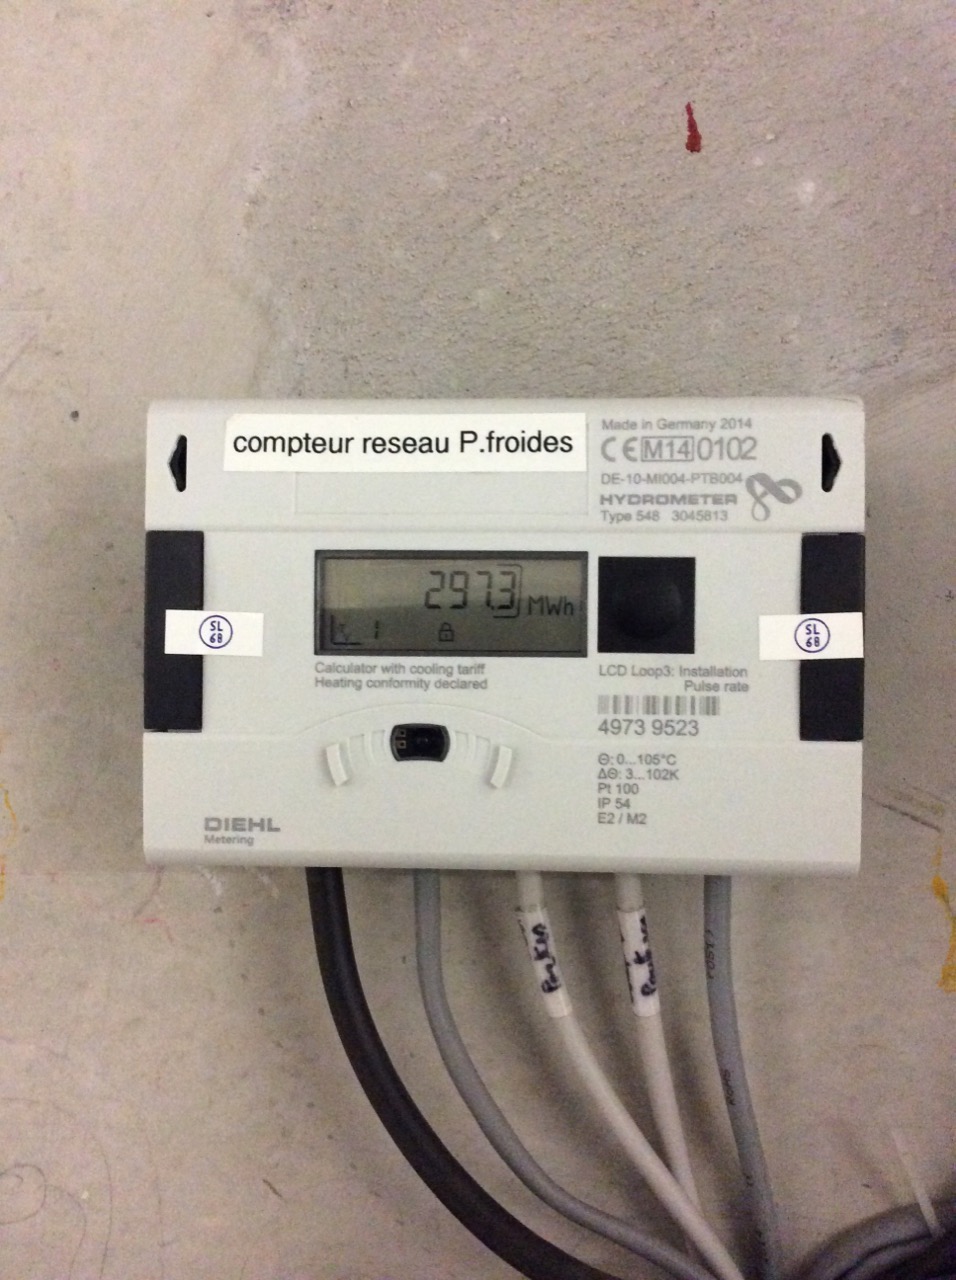 compteur reseau P.froides
Made in Germany 2014
CE M14 0102
DE-10-MI004-PTB004
HYDROMETER
Type 548 3045813
297.3 MWh
1
SL
68
SL
68
Calculator with cooling tariff
Heating conformity declared
LCD Loop3: Installation
Pulse rate
4973 9523
Θ: 0...105°C
ΔΘ: 3...102K
Pt 100
IP 54
E2 / M2
DIEHL
Metering